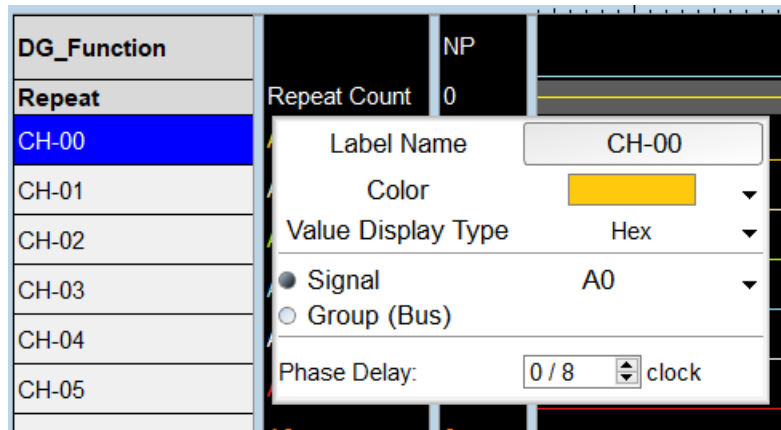 DG_Function NP
Repeat Repeat Count 0
CH-00
Label Name CH-00
CH-01
Color
CH-02
Value Display Type Hex
CH-03
Signal A0
Group (Bus)
CH-04
CH-05
Phase Delay: 0 / 8 clock